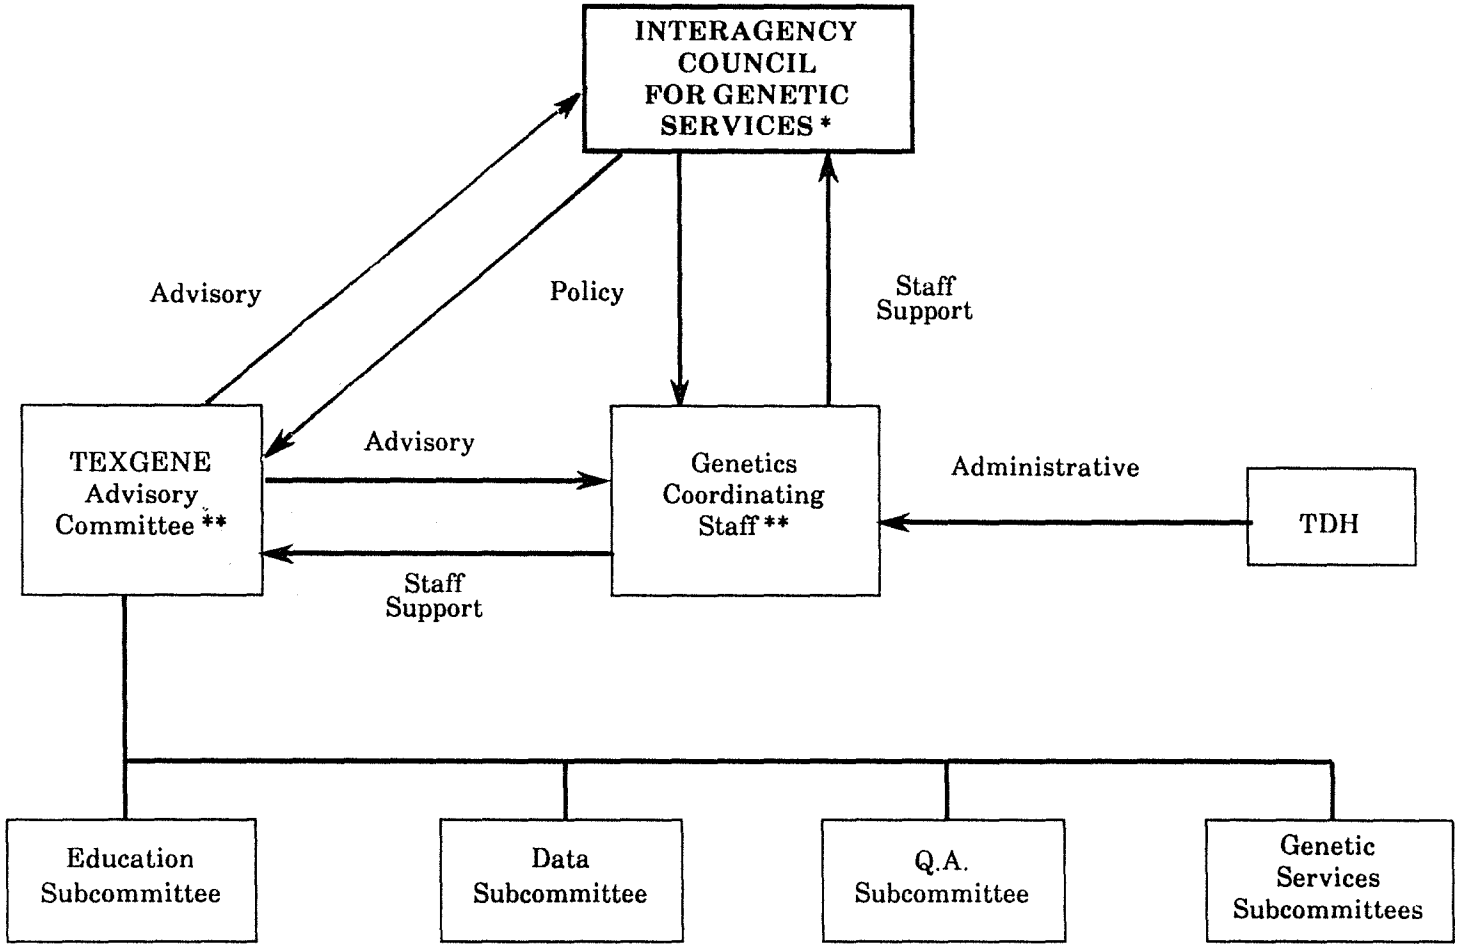 INTERAGENCY
COUNCIL
FOR GENETIC
SERVICES *
Advisory
Policy
Staff
Support
TEXGENE
Advisory
Committee **
Advisory
Staff
Support
Genetics
Coordinating
Staff **
Administrative
TDH
Education
Subcommittee
Data
Subcommittee
Q.A.
Subcommittee
Genetic
Services
Subcommittees